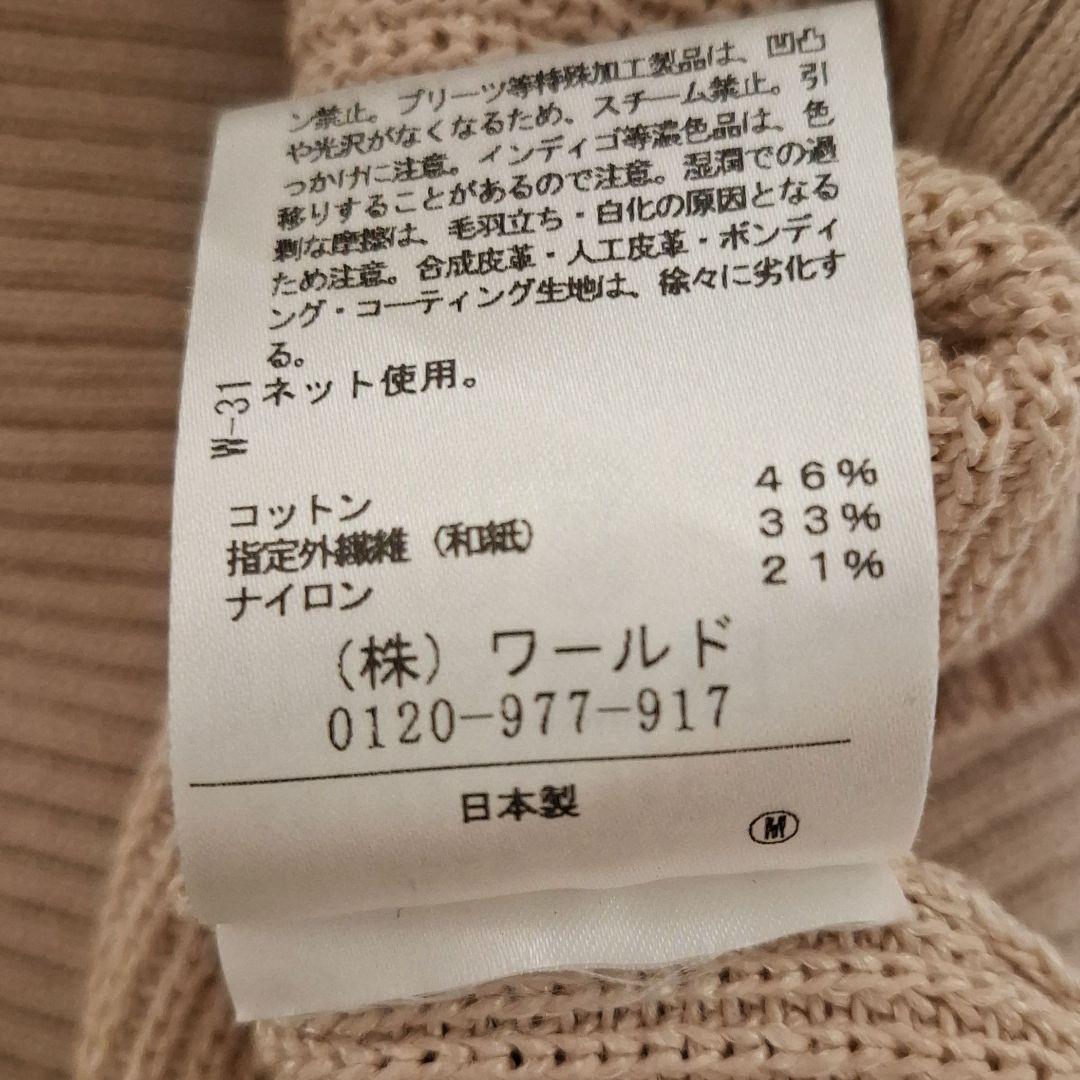 ン禁止。プリーツ等特殊加工製品は、凹凸
や光沢がなくなるため、スチーム禁止。引
っかけに注意。インディゴ等濃色品は、色
移りすることがあるので注意。湿潤での過
剰な摩擦は、毛羽立ち・白化の原因となる
ため注意。合成皮革・人工皮革・ボンディ
ング・コーティング生地は、徐々に劣化す
る。
ネット使用。
W-31
コットン 46%
指定外繊維（和紙） 33%
ナイロン 21%
（株）ワールド
0120-977-917
日本製
M